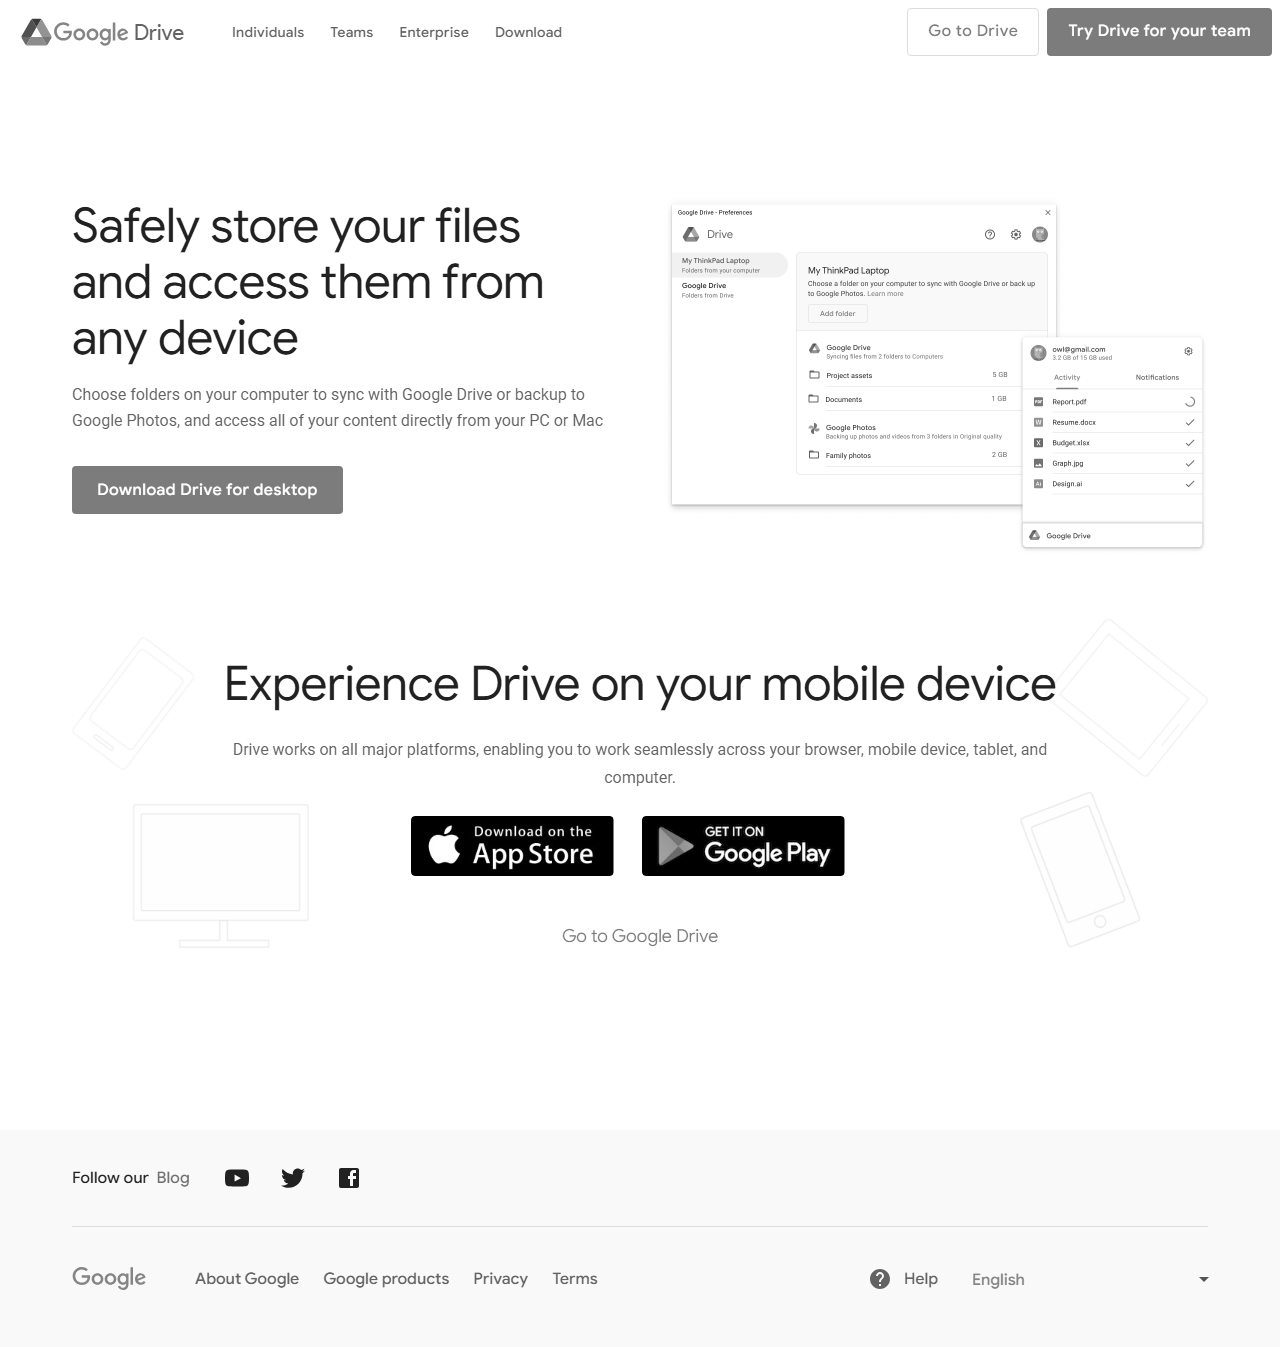 Google Drive
Individuals
Teams
Enterprise
Download
Go to Drive
Try Drive for your team
Safely store your files
and access them from
any device
Choose folders on your computer to sync with Google Drive or backup to
Google Photos, and access all of your content directly from your PC or Mac
Download Drive for desktop
Google Drive - Preferences
Drive
My ThinkPad Laptop
Folders from your computer
Google Drive
Folders from Drive
My ThinkPad Laptop
Choose a folder on your computer to sync with Google Drive or back up
to Google Photos. Learn more
Add folder
Google Drive
Syncing files from 2 folders to Computers
Project assets 5 GB
Documents 1 GB
Google Photos
Backing up photos and videos from 3 folders in Original quality
Family photos 2 GB
owl@gmail.com
3.2 GB of 15 GB used
Activity Notifications
PDF Report.pdf
W Resume.docx
X Budget.xlsx
Graph.jpg
Ai Design.ai
Google Drive
Experience Drive on your mobile device
Drive works on all major platforms, enabling you to work seamlessly across your browser, mobile device, tablet, and
computer.
Download on the
App Store
GET IT ON
Google Play
Go to Google Drive
Follow our Blog
Google
About Google
Google products
Privacy
Terms
Help
English